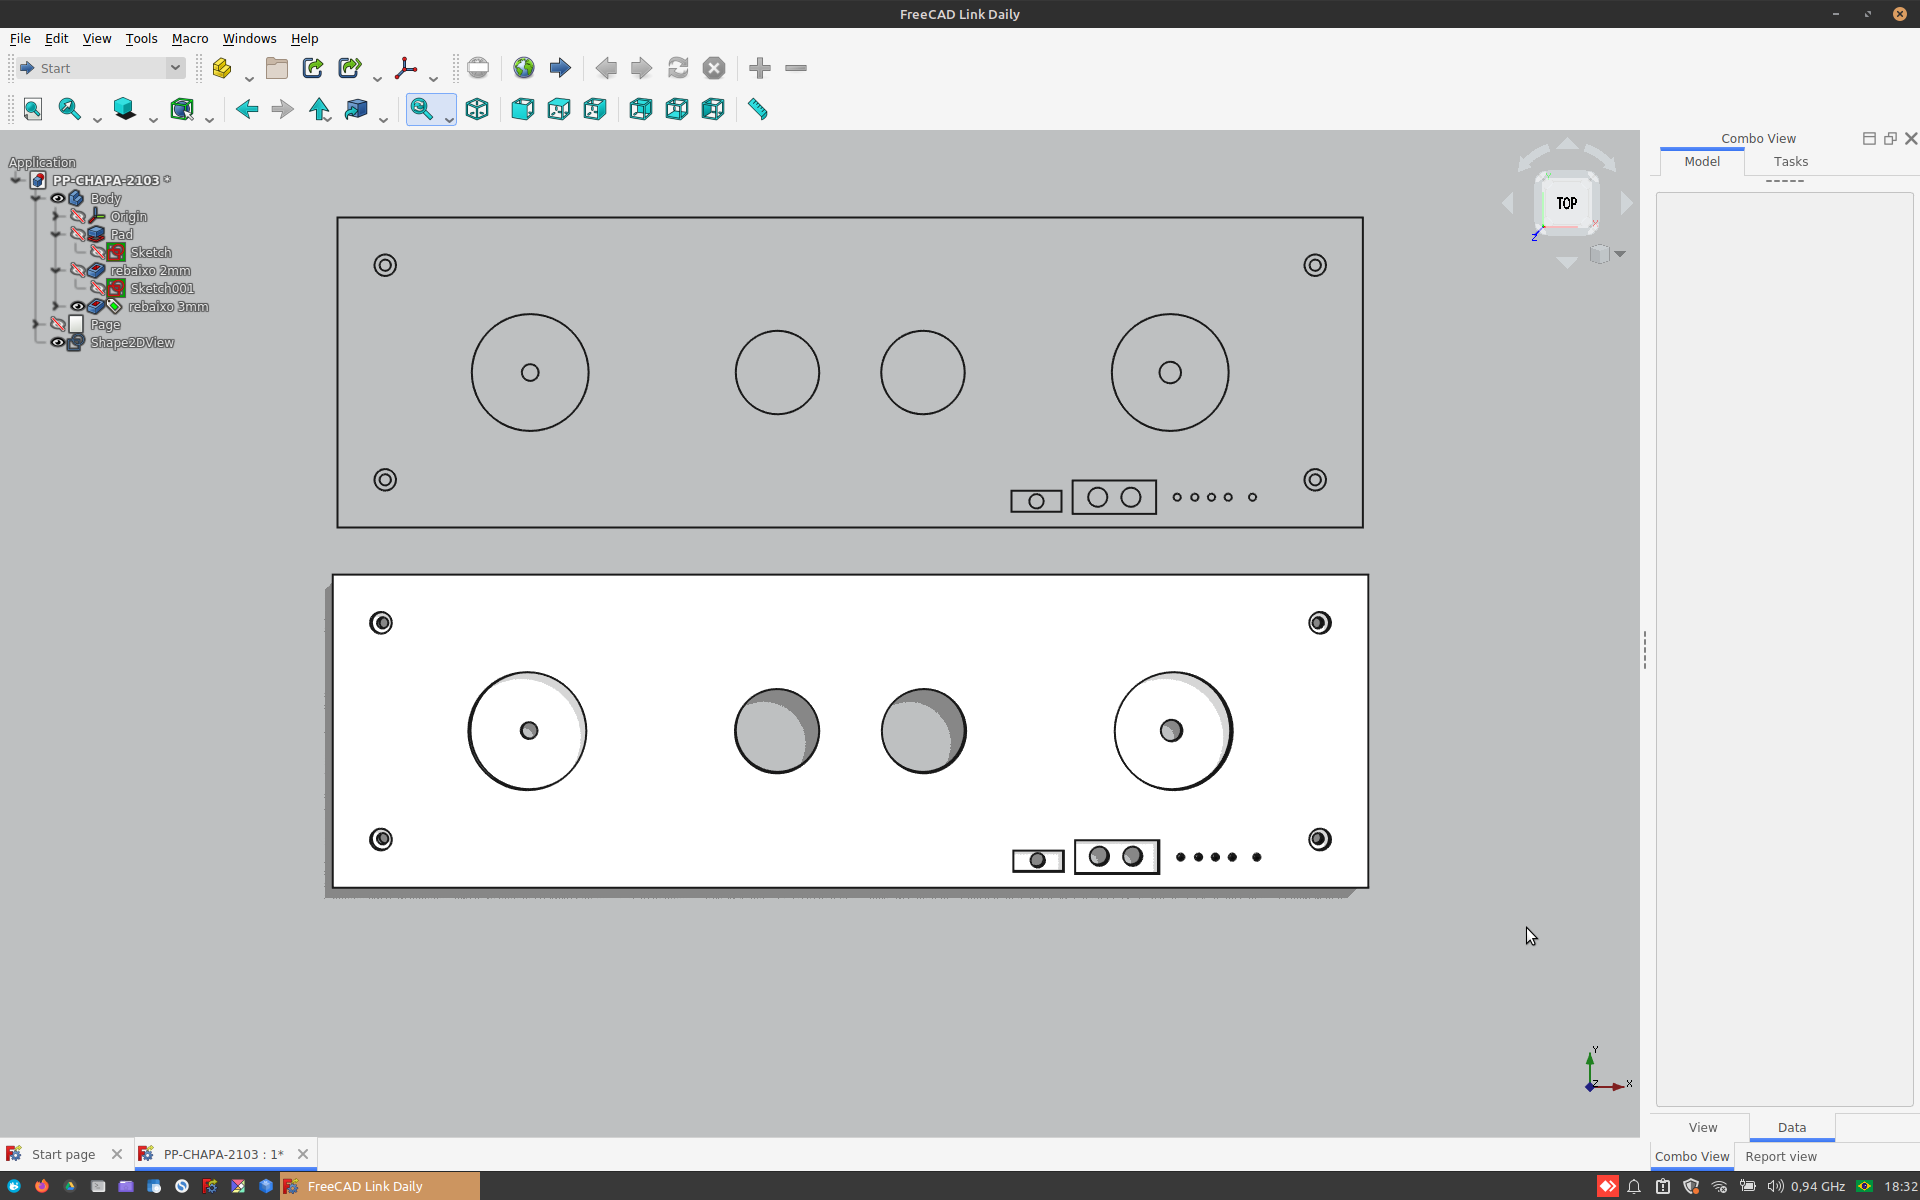 FreeCAD Link Daily
File Edit View Tools Macro Windows Help
Start
Combo View
Model Tasks
Application
PP-CHAPA-2103 *
Body
Origin
Pad
Sketch
rebaixo 2mm
Sketch001
rebaixo 3mm
Page
Shape2DView
TOP
Z
Y
Z
X
View Data
Start page PP-CHAPA-2103 : 1*
Combo View Report view
FreeCAD Link Daily
0,94 GHz 18:32